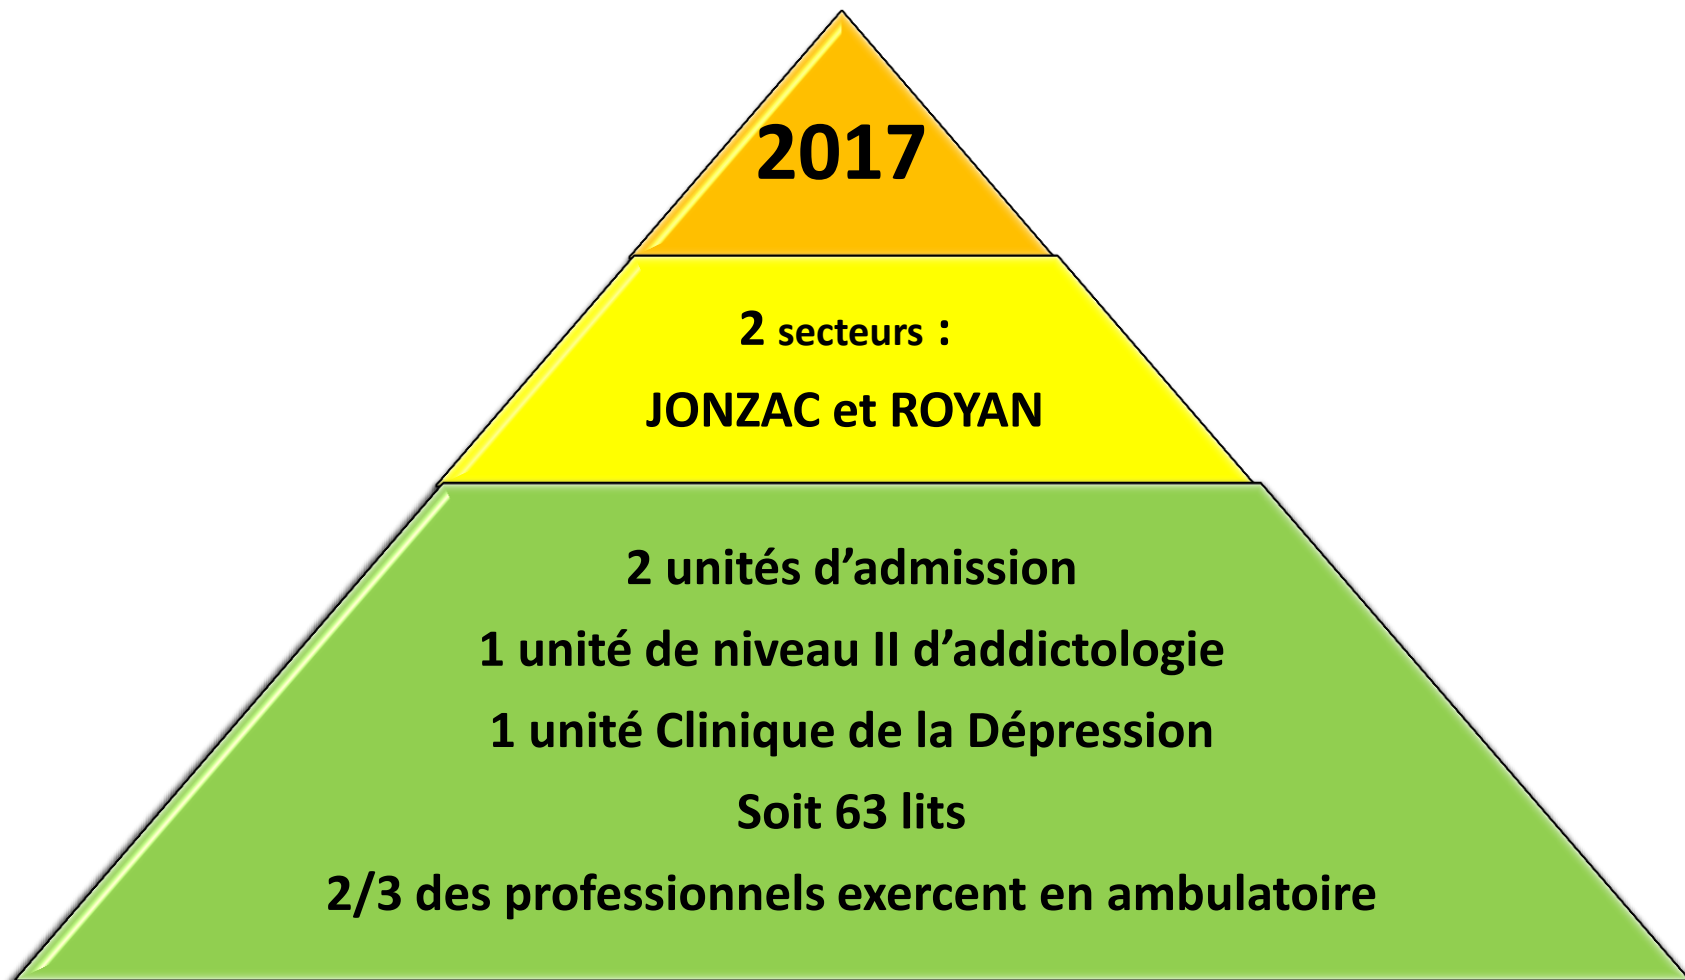 2017
2 secteurs :
JONZAC et ROYAN
2 unités d’admission
1 unité de niveau II d’addictologie
1 unité Clinique de la Dépression
Soit 63 lits
2/3 des professionnels exercent en ambulatoire